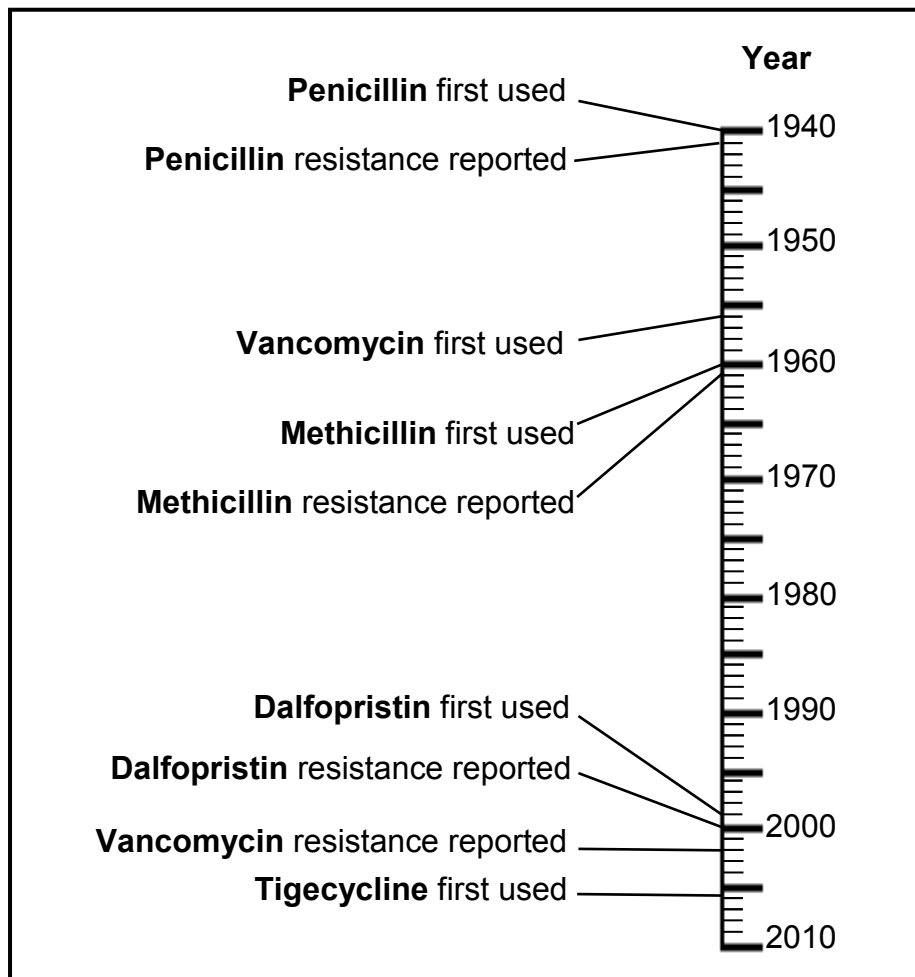 Year
Penicillin first used
1940
Penicillin resistance reported
1950
Vancomycin first used
1960
Methicillin first used
1970
Methicillin resistance reported
1980
Dalfopristin first used
1990
Dalfopristin resistance reported
2000
Vancomycin resistance reported
Tigecycline first used
2010